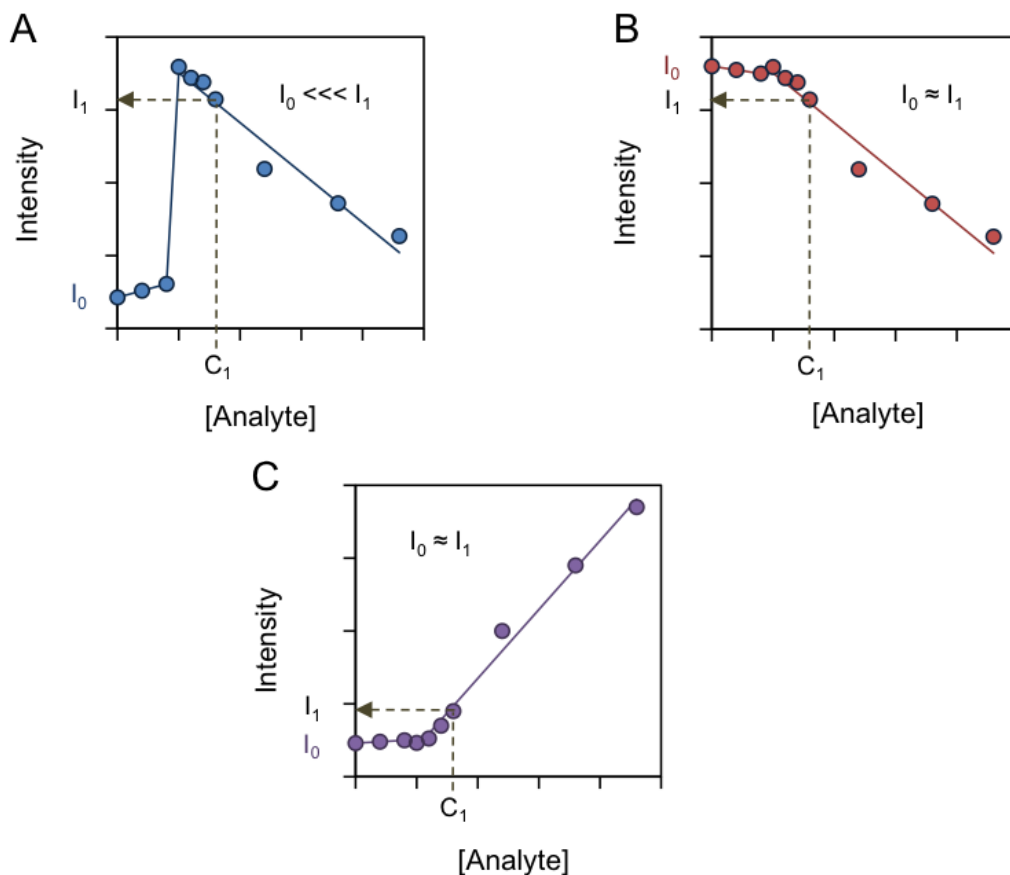 A
I₀ <<< I₁
I₁
Intensity
I₀
C₁
[Analyte]
B
I₀
I₁
I₀ ≈ I₁
Intensity
C₁
[Analyte]
C
I₀ ≈ I₁
Intensity
I₁
I₀
C₁
[Analyte]